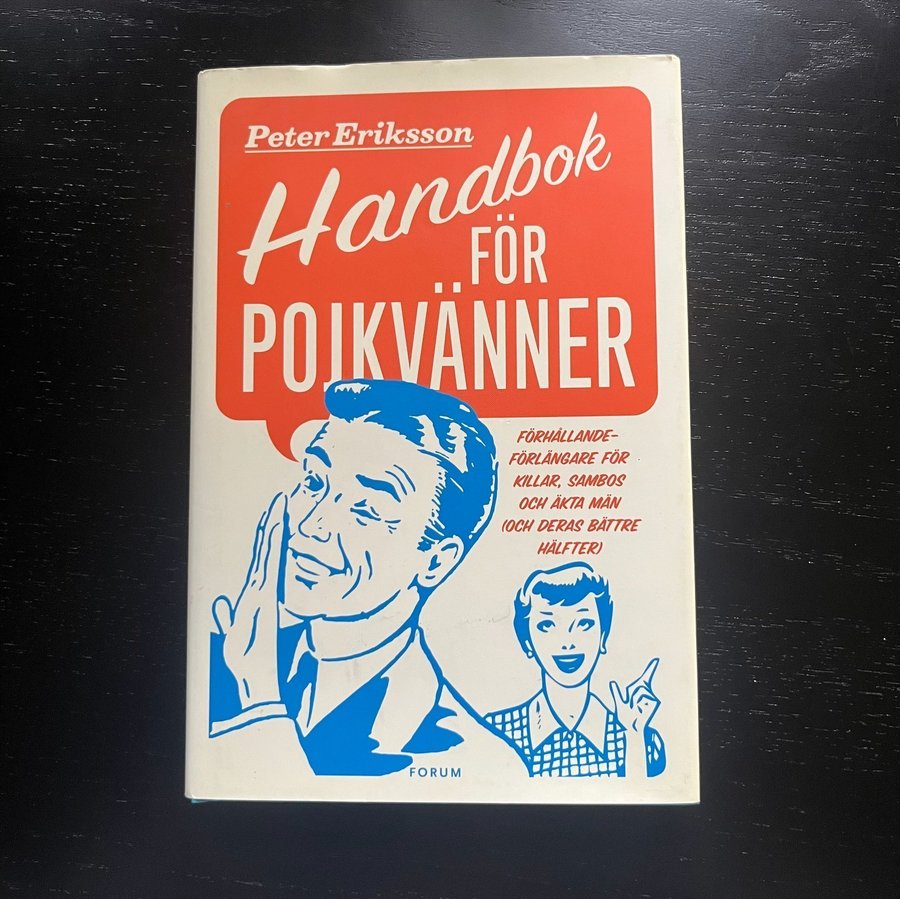 Peter Eriksson
Handbok
FÖR
POJKVÄNNER
FÖRHÅLLANDE-
FÖRLÄNGARE FÖR
KILLAR, SAMBOS
OCH ÄKTA MÄN
(OCH DERAS BÄTTRE
HÄLFTER)
FORUM